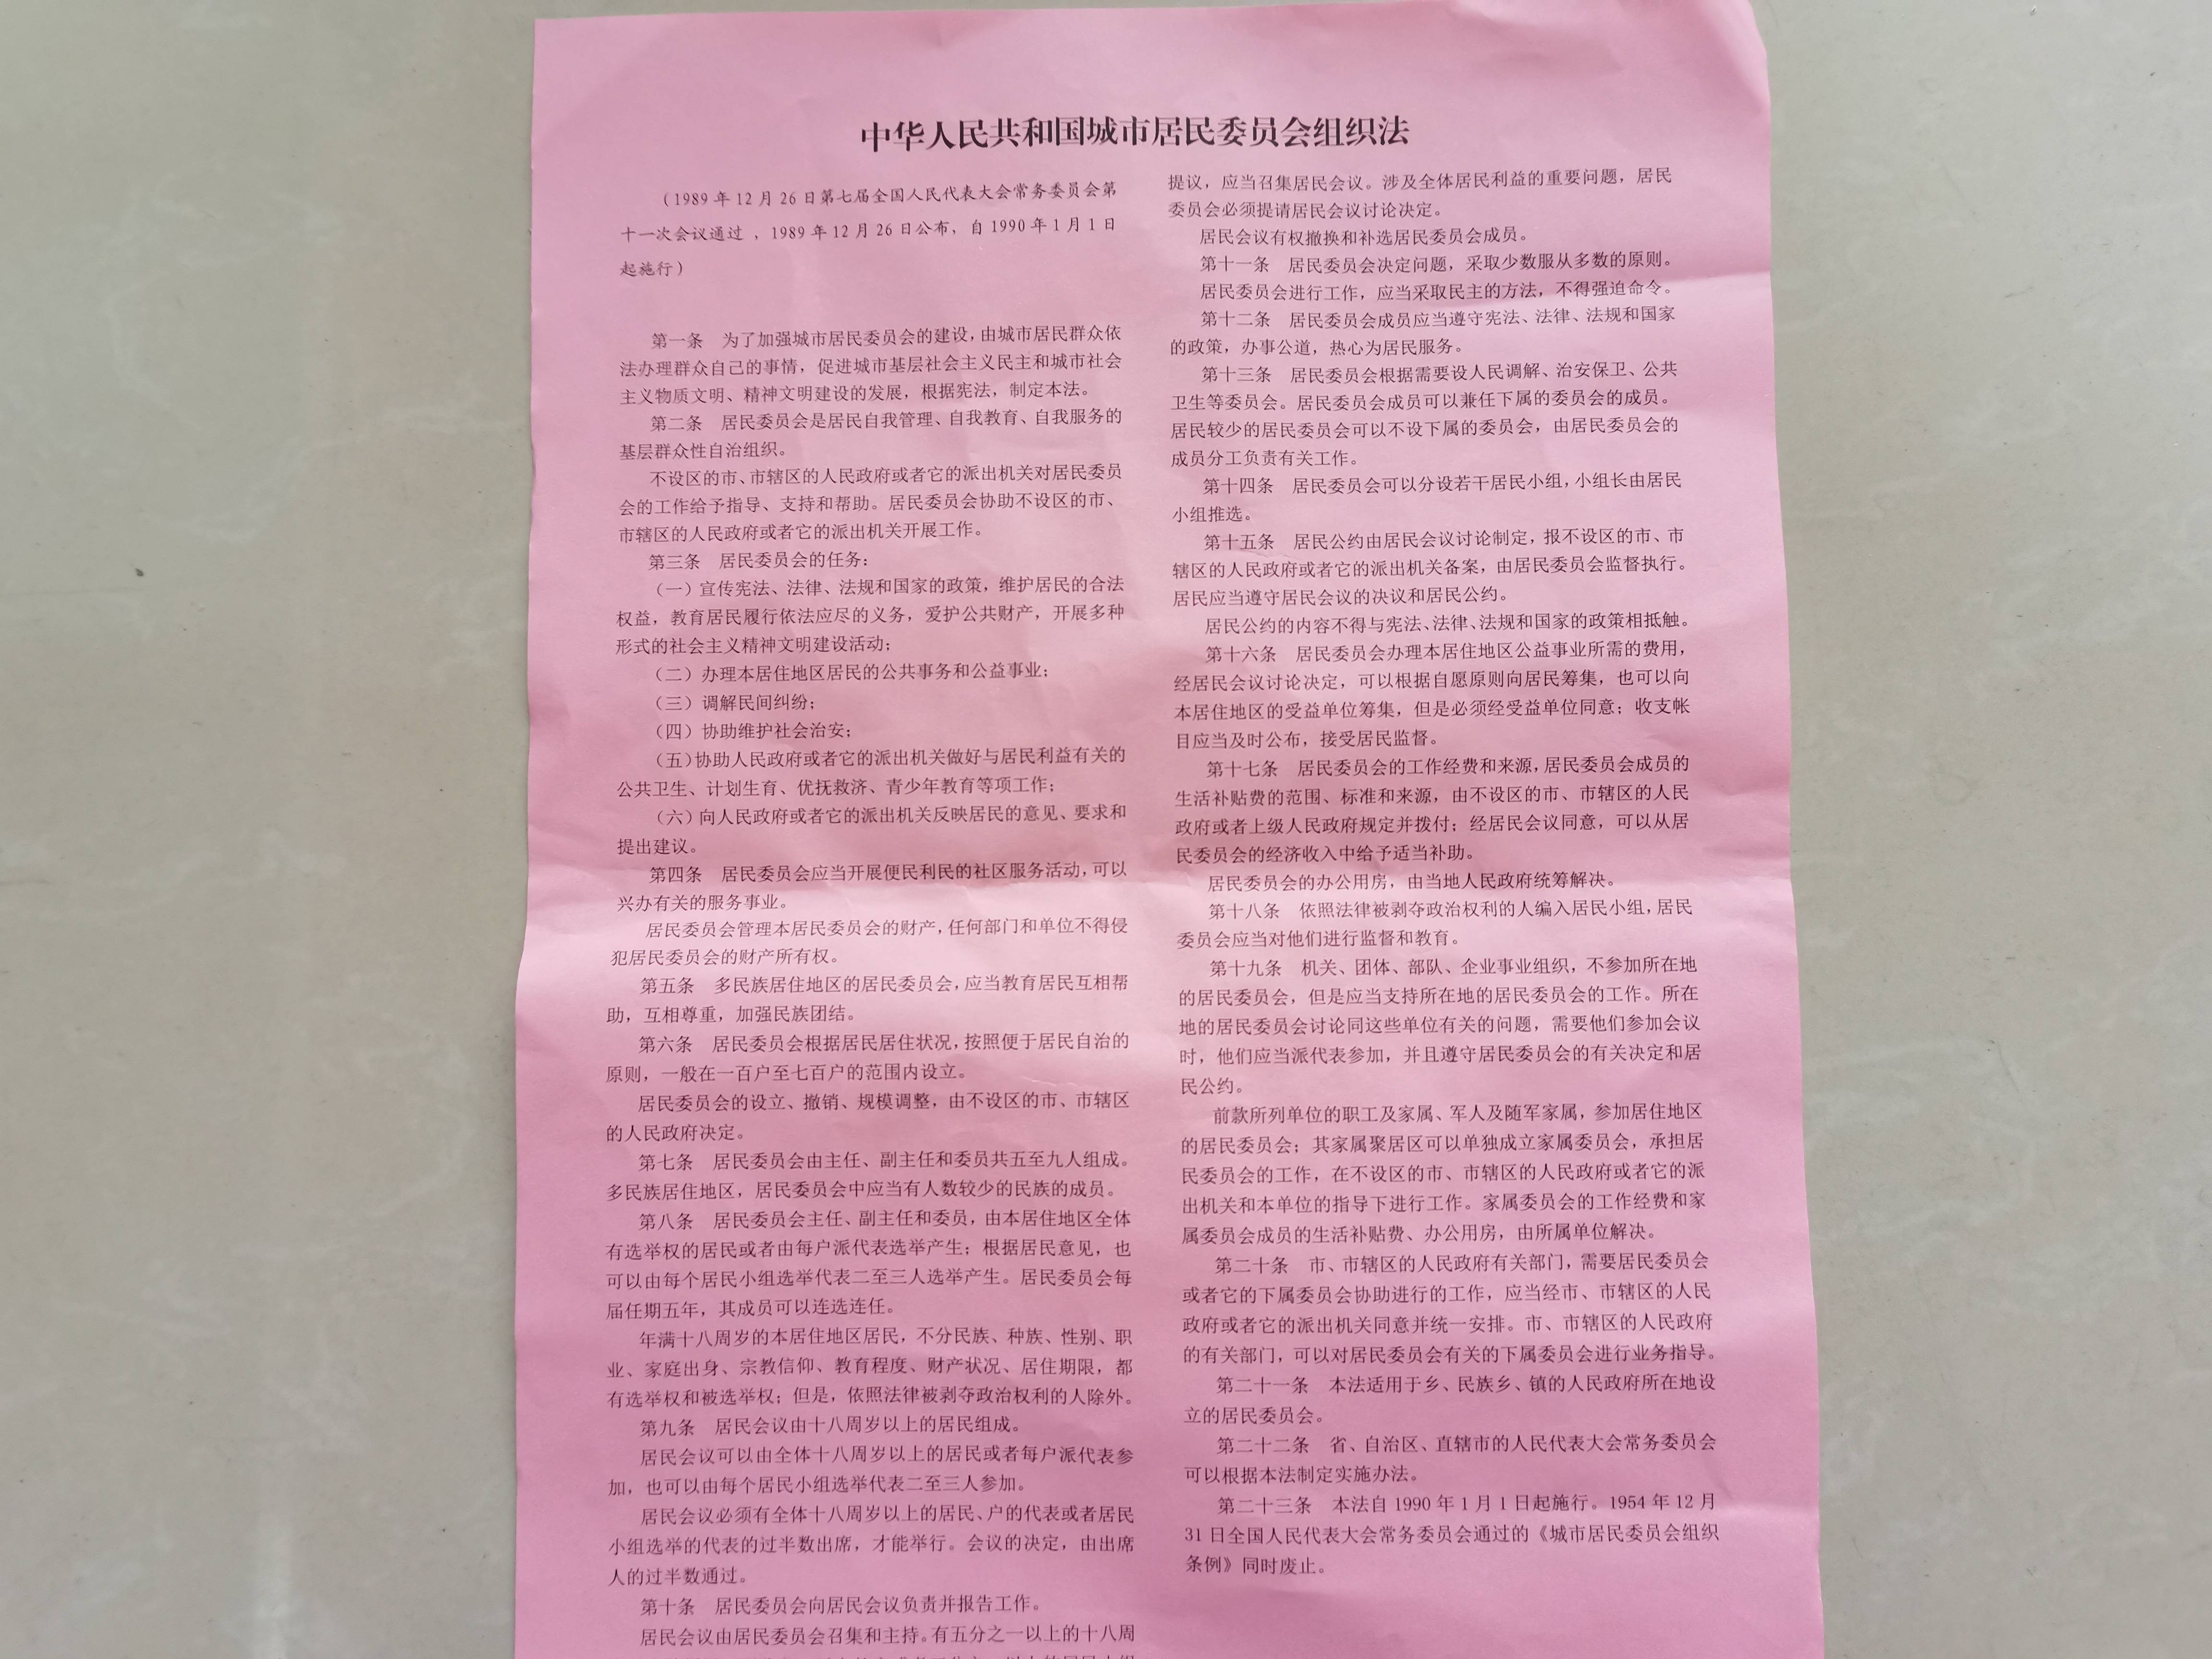 中华人民共和国城市居民委员会组织法
（1989年12月26日第七届全国人民代表大会常务委员会第
十一次会议通过，1989年12月26日公布，自1990年1月1日
起施行）
第一条　为了加强城市居民委员会的建设，由城市居民群众依
法办理群众自己的事情，促进城市基层社会主义民主和城市社会
主义物质文明、精神文明建设的发展，根据宪法，制定本法。
第二条　居民委员会是居民自我管理、自我教育、自我服务的
基层群众性自治组织。
不设区的市、市辖区的人民政府或者它的派出机关对居民委员
会的工作给予指导、支持和帮助。居民委员会协助不设区的市、
市辖区的人民政府或者它的派出机关开展工作。
第三条　居民委员会的任务：
（一）宣传宪法、法律、法规和国家的政策，维护居民的合法
权益，教育居民履行依法应尽的义务，爱护公共财产，开展多种
形式的社会主义精神文明建设活动；
（二）办理本居住地区居民的公共事务和公益事业；
（三）调解民间纠纷；
（四）协助维护社会治安；
（五）协助人民政府或者它的派出机关做好与居民利益有关的
公共卫生、计划生育、优抚救济、青少年教育等项工作；
（六）向人民政府或者它的派出机关反映居民的意见、要求和
提出建议。
第四条　居民委员会应当开展便民利民的社区服务活动，可以
兴办有关的服务事业。
居民委员会管理本居民委员会的财产，任何部门和单位不得侵
犯居民委员会的财产所有权。
第五条　多民族居住地区的居民委员会，应当教育居民互相帮
助，互相尊重，加强民族团结。
第六条　居民委员会根据居民居住状况，按照便于居民自治的
原则，一般在一百户至七百户的范围内设立。
居民委员会的设立、撤销、规模调整，由不设区的市、市辖区
的人民政府决定。
第七条　居民委员会由主任、副主任和委员共五至九人组成。
多民族居住地区，居民委员会中应当有人数较少的民族的成员。
第八条　居民委员会主任、副主任和委员，由本居住地区全体
有选举权的居民或者由每户派代表选举产生；根据居民意见，也
可以由每个居民小组选举代表二至三人选举产生。居民委员会每
届任期五年，其成员可以连选连任。
年满十八周岁的本居住地区居民，不分民族、种族、性别、职
业、家庭出身、宗教信仰、教育程度、财产状况、居住期限，都
有选举权和被选举权；但是，依照法律被剥夺政治权利的人除外。
第九条　居民会议由十八周岁以上的居民组成。
居民会议可以由全体十八周岁以上的居民或者每户派代表参
加，也可以由每个居民小组选举代表二至三人参加。
居民会议必须有全体十八周岁以上的居民、户的代表或者居民
小组选举的代表的过半数出席，才能举行。会议的决定，由出席
人的过半数通过。
第十条　居民委员会向居民会议负责并报告工作。
居民会议由居民委员会召集和主持。有五分之一以上的十八周
提议，应当召集居民会议。涉及全体居民利益的重要问题，居民
委员会必须提请居民会议讨论决定。
居民会议有权撤换和补选居民委员会成员。
第十一条　居民委员会决定问题，采取少数服从多数的原则。
居民委员会进行工作，应当采取民主的方法，不得强迫命令。
第十二条　居民委员会成员应当遵守宪法、法律、法规和国家
的政策，办事公道，热心为居民服务。
第十三条　居民委员会根据需要设人民调解、治安保卫、公共
卫生等委员会。居民委员会成员可以兼任下属的委员会的成员。
居民较少的居民委员会可以不设下属的委员会，由居民委员会的
成员分工负责有关工作。
第十四条　居民委员会可以分设若干居民小组，小组长由居民
小组推选。
第十五条　居民公约由居民会议讨论制定，报不设区的市、市
辖区的人民政府或者它的派出机关备案，由居民委员会监督执行。
居民应当遵守居民会议的决议和居民公约。
居民公约的内容不得与宪法、法律、法规和国家的政策相抵触。
第十六条　居民委员会办理本居住地区公益事业所需的费用，
经居民会议讨论决定，可以根据自愿原则向居民筹集，也可以向
本居住地区的受益单位筹集，但是必须经受益单位同意；收支帐
目应当及时公布，接受居民监督。
第十七条　居民委员会的工作经费和来源，居民委员会成员的
生活补贴费的范围、标准和来源，由不设区的市、市辖区的人民
政府或者上级人民政府规定并拨付；经居民会议同意，可以从居
民委员会的经济收入中给予适当补助。
居民委员会的办公用房，由当地人民政府统筹解决。
第十八条　依照法律被剥夺政治权利的人编入居民小组，居民
委员会应当对他们进行监督和教育。
第十九条　机关、团体、部队、企业事业组织，不参加所在地
的居民委员会，但是应当支持所在地的居民委员会的工作。所在
地的居民委员会讨论同这些单位有关的问题，需要他们参加会议
时，他们应当派代表参加，并且遵守居民委员会的有关决定和居
民公约。
前款所列单位的职工及家属、军人及随军家属，参加居住地区
的居民委员会；其家属聚居区可以单独成立家属委员会，承担居
民委员会的工作，在不设区的市、市辖区的人民政府或者它的派
出机关和本单位的指导下进行工作。家属委员会的工作经费和家
属委员会成员的生活补贴费、办公用房，由所属单位解决。
第二十条　市、市辖区的人民政府有关部门，需要居民委员会
或者它的下属委员会协助进行的工作，应当经市、市辖区的人民
政府或者它的派出机关同意并统一安排。市、市辖区的人民政府
的有关部门，可以对居民委员会有关的下属委员会进行业务指导。
第二十一条　本法适用于乡、民族乡、镇的人民政府所在地设
立的居民委员会。
第二十二条　省、自治区、直辖市的人民代表大会常务委员会
可以根据本法制定实施办法。
第二十三条　本法自1990年1月1日起施行。1954年12月
31日全国人民代表大会常务委员会通过的《城市居民委员会组织
条例》同时废止。